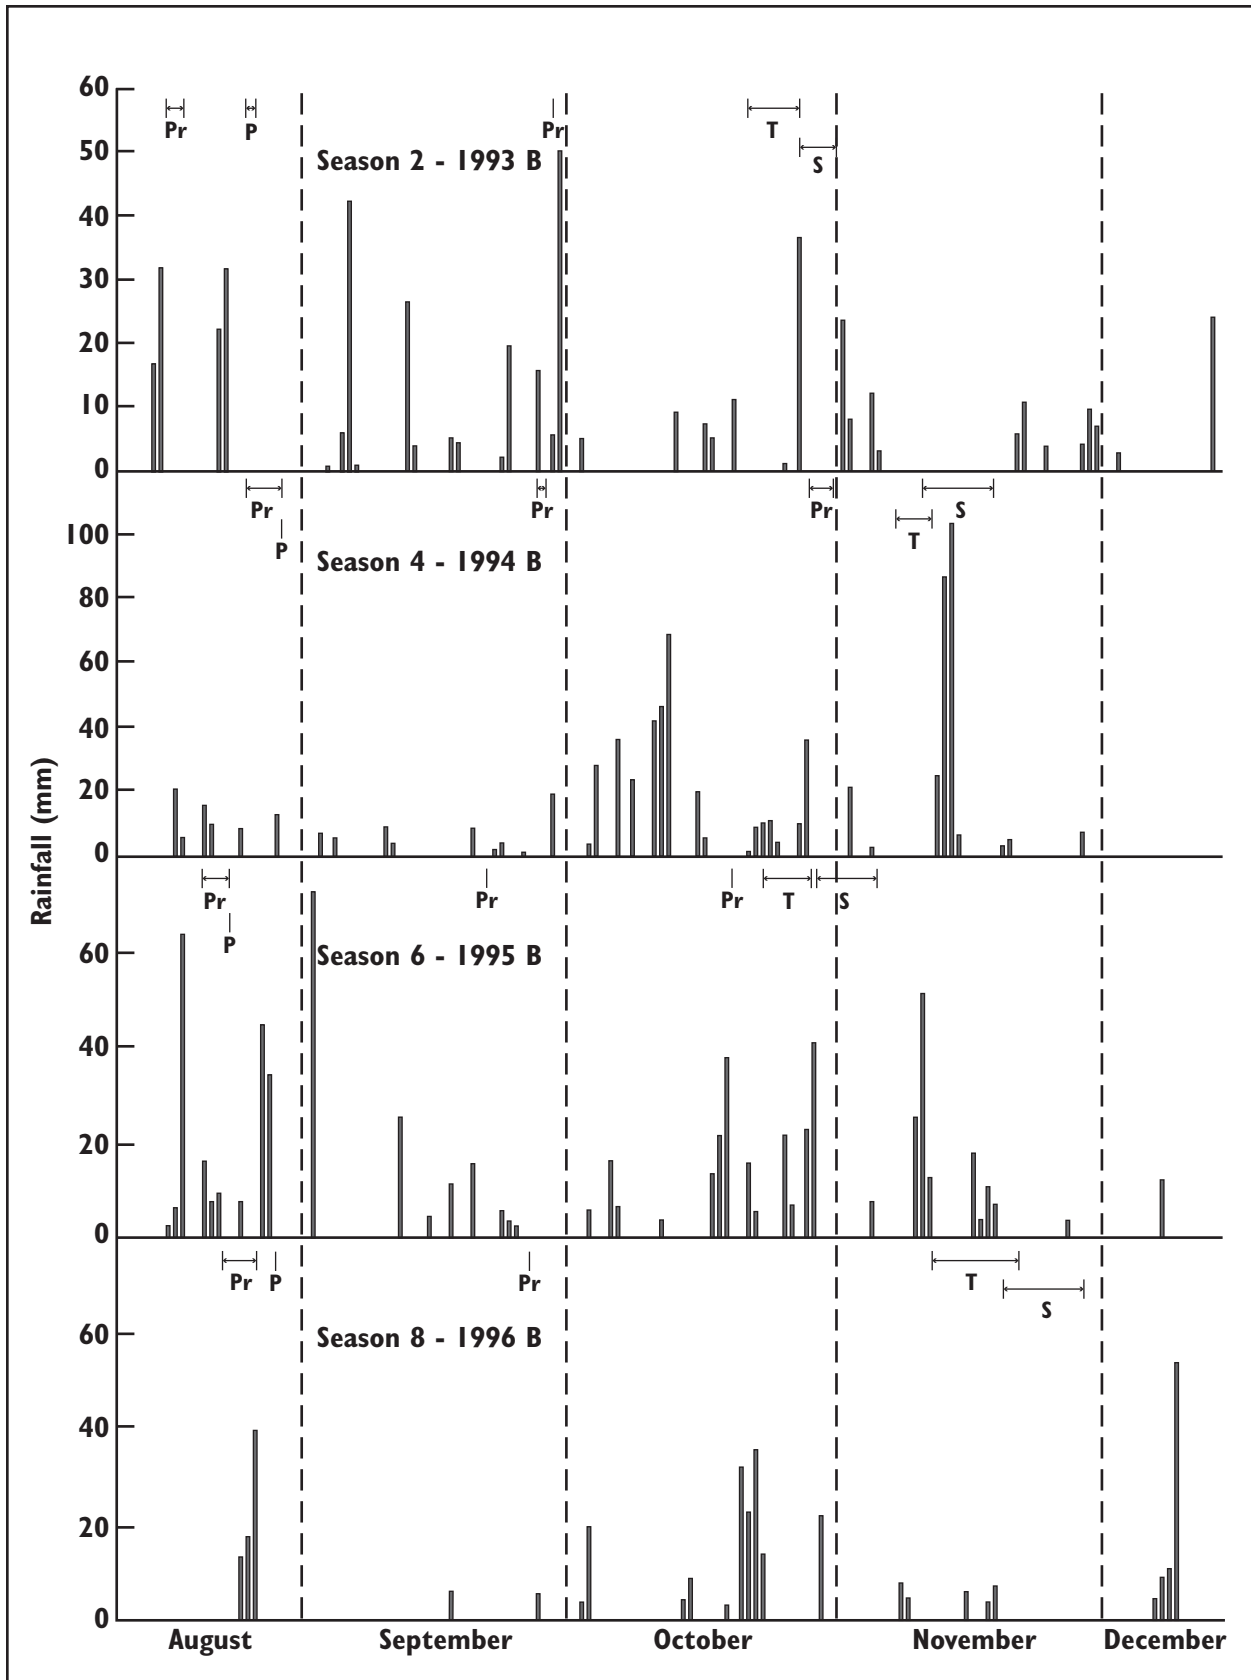 60
Pr P Pr T
50
Season 2 - 1993 B
S
40
30
20
10
0
Pr Pr Pr S
100
P T
Season 4 - 1994 B
80
60
40
20
0
Rainfall (mm)
Pr Pr Pr T S
P
60
Season 6 - 1995 B
40
20
0
Pr P Pr T
S
60
Season 8 - 1996 B
40
20
0
August September October November December